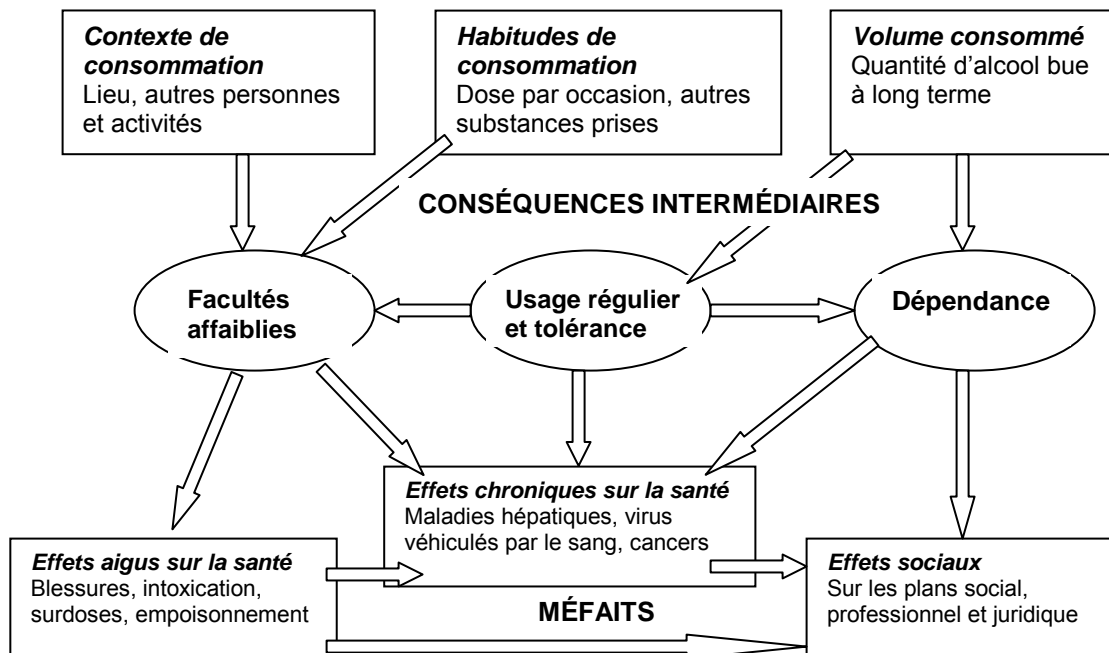 Contexte de
consommation
Lieu, autres personnes
et activités
Habitudes de
consommation
Dose par occasion, autres
substances prises
Volume consommé
Quantité d'alcool bue
à long terme
CONSÉQUENCES INTERMÉDIAIRES
Facultés
affaiblies
Usage régulier
et tolérance
Dépendance
Effets chroniques sur la santé
Maladies hépatiques, virus
véhiculés par le sang, cancers
Effets aigus sur la santé
Blessures, intoxication,
surdoses, empoisonnement
Effets sociaux
Sur les plans social,
professionnel et juridique
MÉFAITS